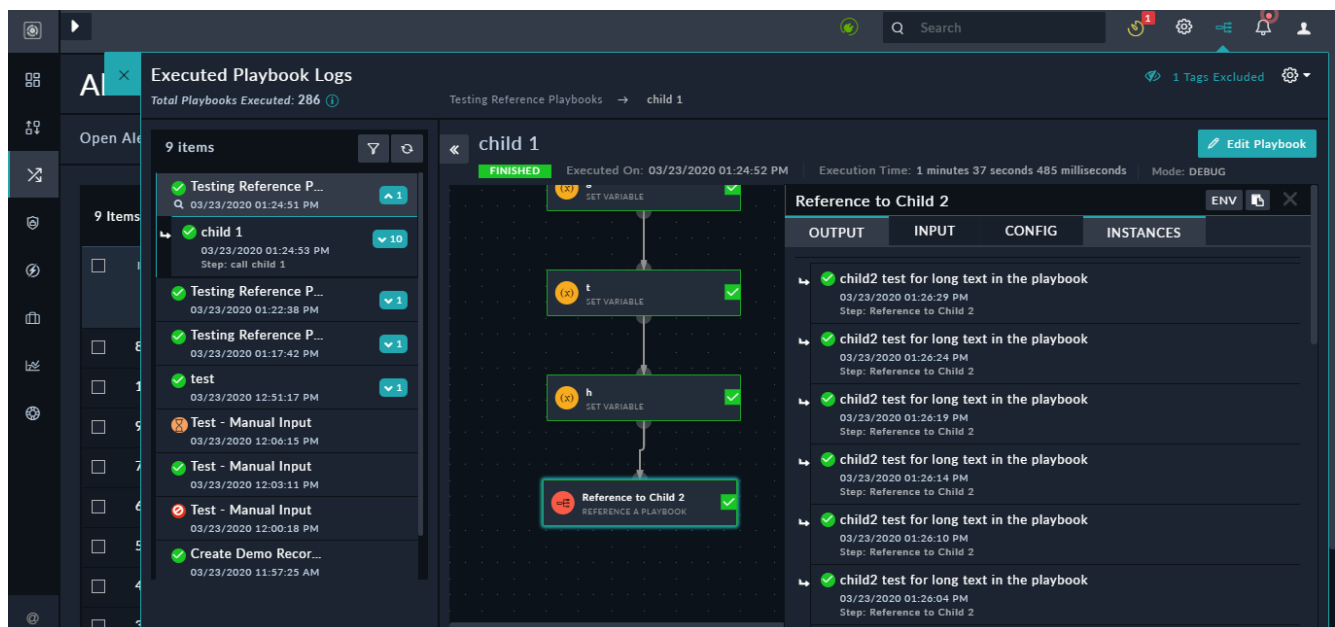 Search
1
Al
Executed Playbook Logs
Total Playbooks Executed: 286
Testing Reference Playbooks → child 1
1 Tags Excluded
Open Ale
9 items
« child 1
Edit Playbook
FINISHED Executed On: 03/23/2020 01:24:52 PM Execution Time: 1 minutes 37 seconds 485 milliseconds Mode: DEBUG
9 Items
Testing Reference P...
03/23/2020 01:24:51 PM
1
child 1
03/23/2020 01:24:53 PM
Step: call child 1
10
Testing Reference P...
03/23/2020 01:22:38 PM
1
Testing Reference P...
03/23/2020 01:17:42 PM
1
test
03/23/2020 12:51:17 PM
1
Test - Manual Input
03/23/2020 12:06:15 PM
Test - Manual Input
03/23/2020 12:03:11 PM
Test - Manual Input
03/23/2020 12:00:18 PM
Create Demo Recor...
03/23/2020 11:57:25 AM
(x)
SET VARIABLE
(x) t
SET VARIABLE
(x) h
SET VARIABLE
Reference to Child 2
REFERENCE A PLAYBOOK
Reference to Child 2
ENV
OUTPUT INPUT CONFIG INSTANCES
child2 test for long text in the playbook
03/23/2020 01:26:29 PM
Step: Reference to Child 2
child2 test for long text in the playbook
03/23/2020 01:26:24 PM
Step: Reference to Child 2
child2 test for long text in the playbook
03/23/2020 01:26:19 PM
Step: Reference to Child 2
child2 test for long text in the playbook
03/23/2020 01:26:14 PM
Step: Reference to Child 2
child2 test for long text in the playbook
03/23/2020 01:26:10 PM
Step: Reference to Child 2
child2 test for long text in the playbook
03/23/2020 01:26:04 PM
Step: Reference to Child 2
@